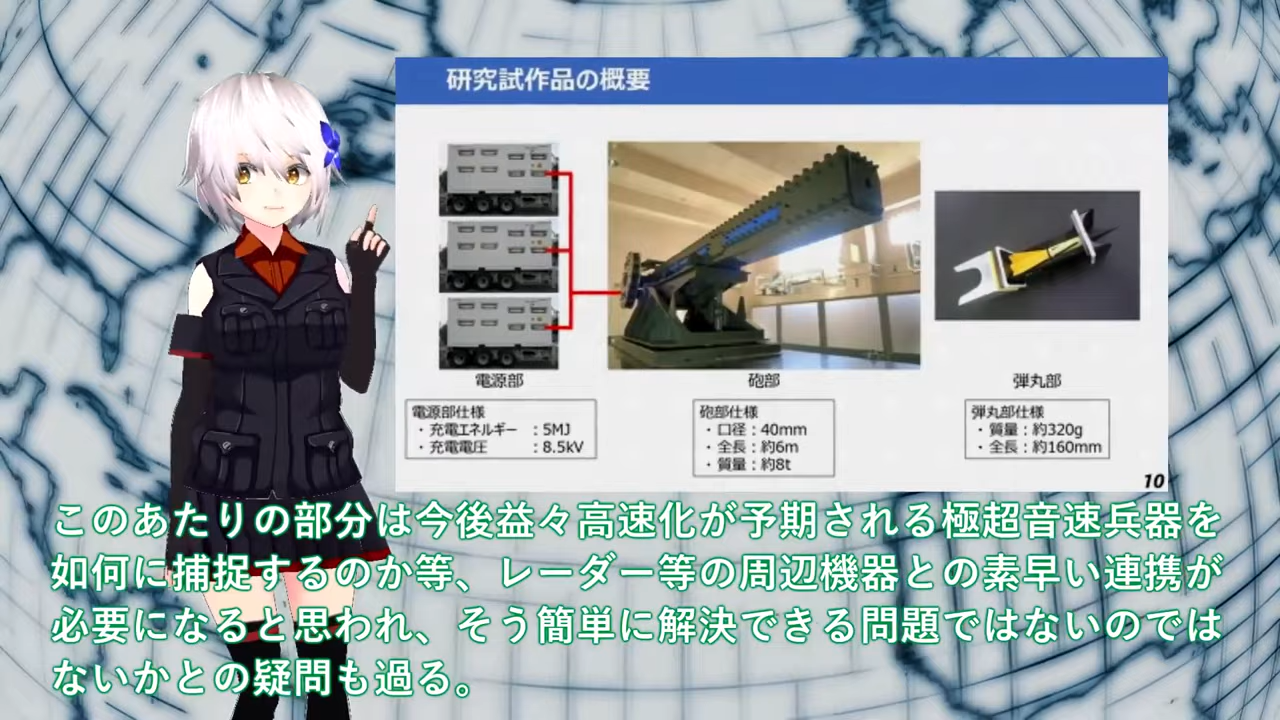 研究試作品の概要
電源部
砲部
弾丸部
電源部仕様
・充電エネルギー ：5MJ
・充電電圧 ：8.5kV
砲部仕様
・口径：40mm
・全長：約6m
・質量：約8t
弾丸部仕様
・質量：約320g
・全長：約160mm
10
このあたりの部分は今後益々高速化が予期される極超音速兵器を
如何に捕捉するのか等、レーダー等の周辺機器との素早い連携が
必要になると思われ、そう簡単に解決できる問題ではないのでは
ないかとの疑問も過る。